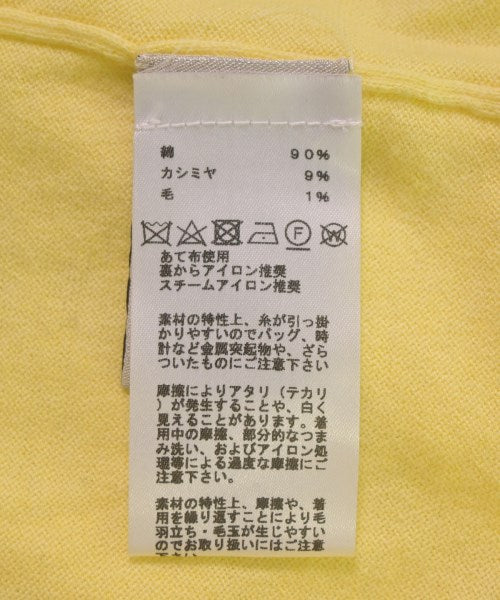 綿 90%
カシミヤ 9%
毛 1%
F W
あて布使用
裏からアイロン推奨
スチームアイロン推奨
素材の特性上、糸が引っ掛
かりやすいのでバッグ、時
計など金属突起物や、ざら
ついたものにご注意下さい
摩擦によりアタリ(テカリ
)が発生することや、白く
見えることがあります。着
用中の摩擦、部分的なつま
み洗い、およびアイロン処
理等による過度な摩擦にご
注意下さい。
素材の特性上、摩擦や、着
用を繰り返すことにより毛
羽立ち・毛玉が生じやすい
のでお取り扱いにはご注意
下さい。